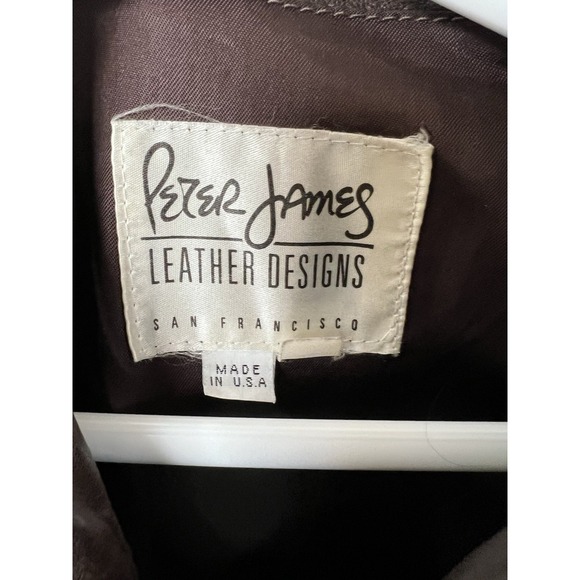 PETER JAMES
LEATHER DESIGNS
SAN FRANCISCO
MADE
IN U.S.A